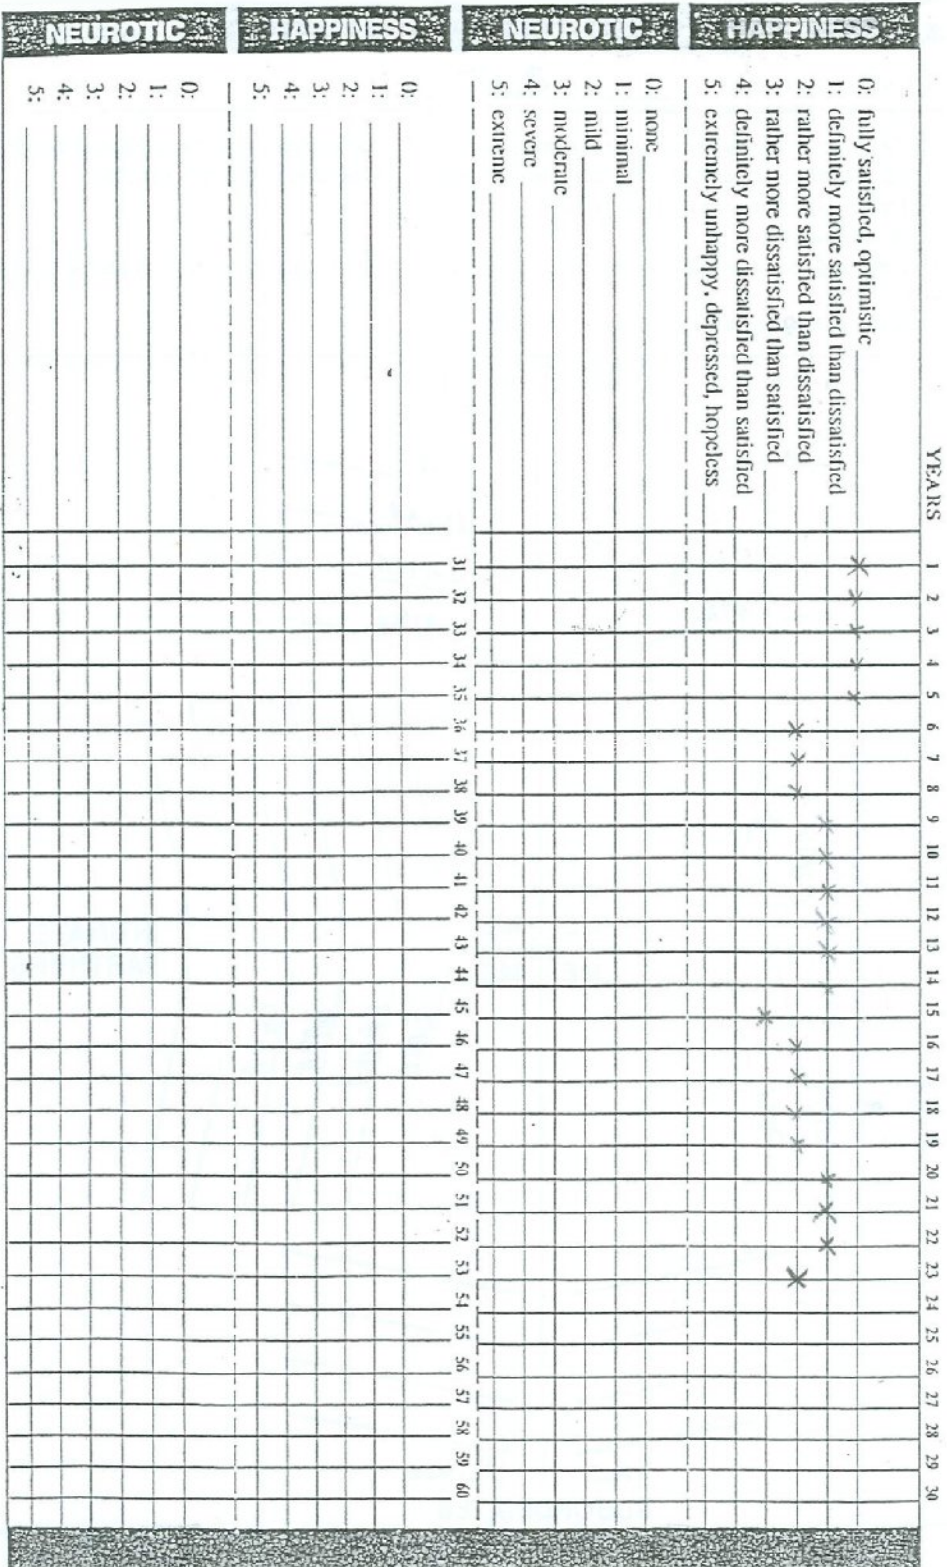 YEARS 1 2 3 4 5 6 7 8 9 10 11 12 13 14 15 16 17 18 19 20 21 22 23 24 25 26 27 28 29 30
HAPPINESS
0: fully satisfied, optimistic
1: definitely more satisfied than dissatisfied
2: rather more satisfied than dissatisfied
3: rather more dissatisfied than satisfied
4: definitely more dissatisfied than satisfied
5: extremely unhappy, depressed, hopeless
NEUROTIC
0: none
1: minimal
2: mild
3: moderate
4: severe
5: extreme
31 32 33 34 35 36 37 38 39 40 41 42 43 44 45 46 47 48 49 50 51 52 53 54 55 56 57 58 59 60
HAPPINESS
0:
1:
2:
3:
4:
5:
NEUROTIC
0:
1:
2:
3:
4:
5: